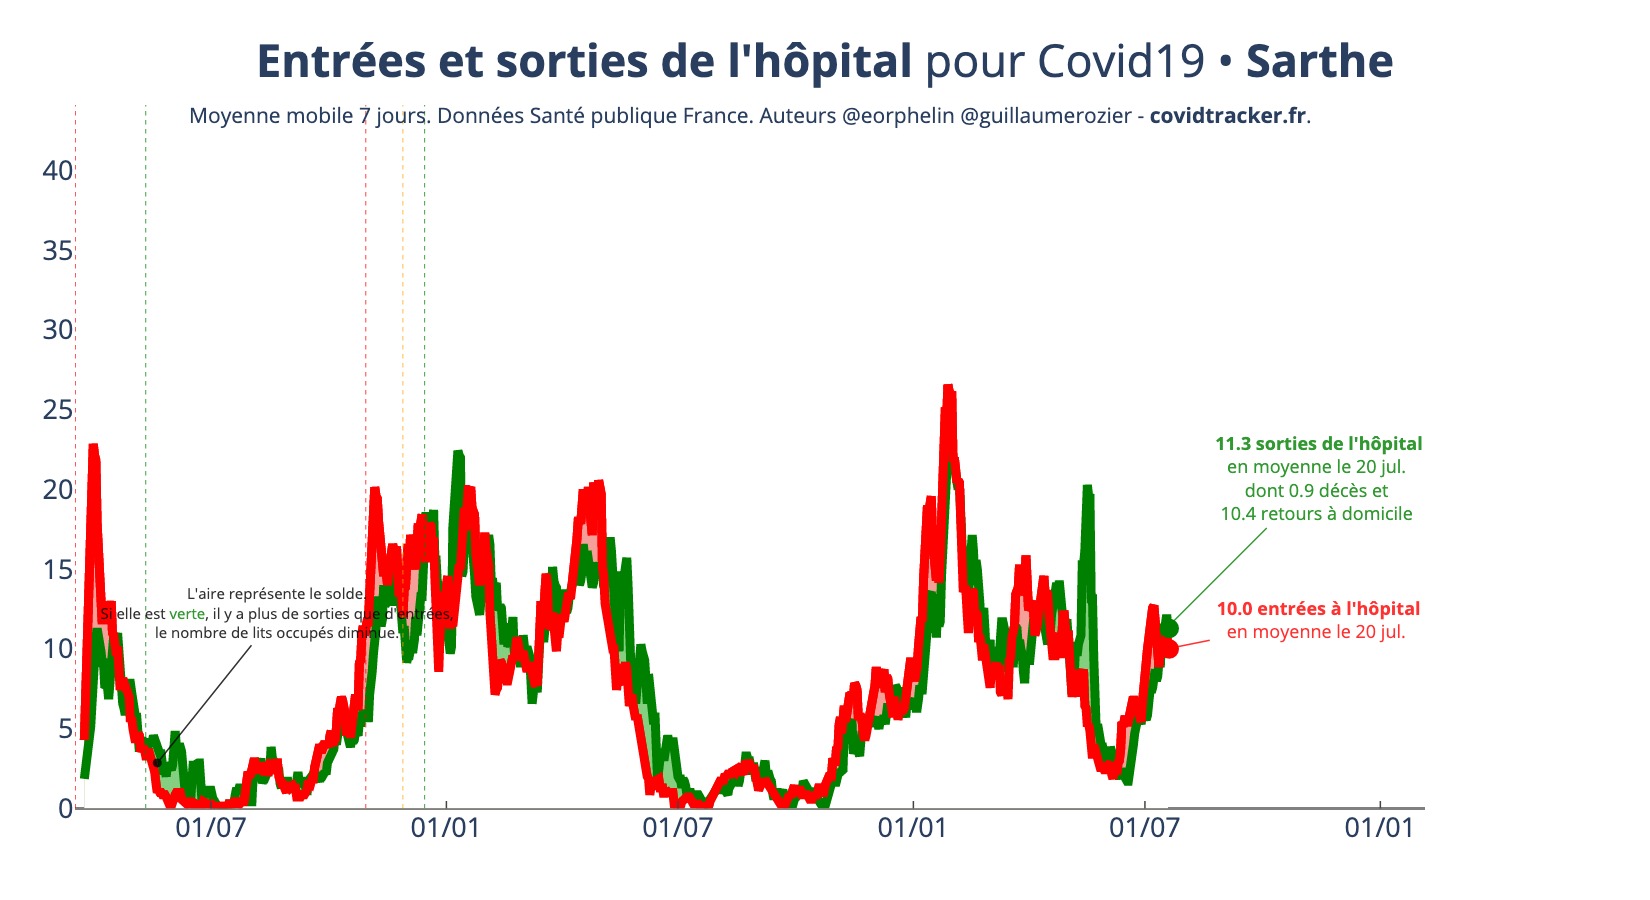 Entrées et sorties de l'hôpital pour Covid19 • Sarthe
Moyenne mobile 7 jours. Données Santé publique France. Auteurs @eorphelin @guillaumerozier - covidtracker.fr.
40
35
30
25
20
15
10
5
0
L'aire représente le solde.
Si elle est verte, il y a plus de sorties que d'entrées,
le nombre de lits occupés diminue.
11.3 sorties de l'hôpital
en moyenne le 20 jul.
dont 0.9 décès et
10.4 retours à domicile
10.0 entrées à l'hôpital
en moyenne le 20 jul.
01/07 01/01 01/07 01/01 01/07 01/01